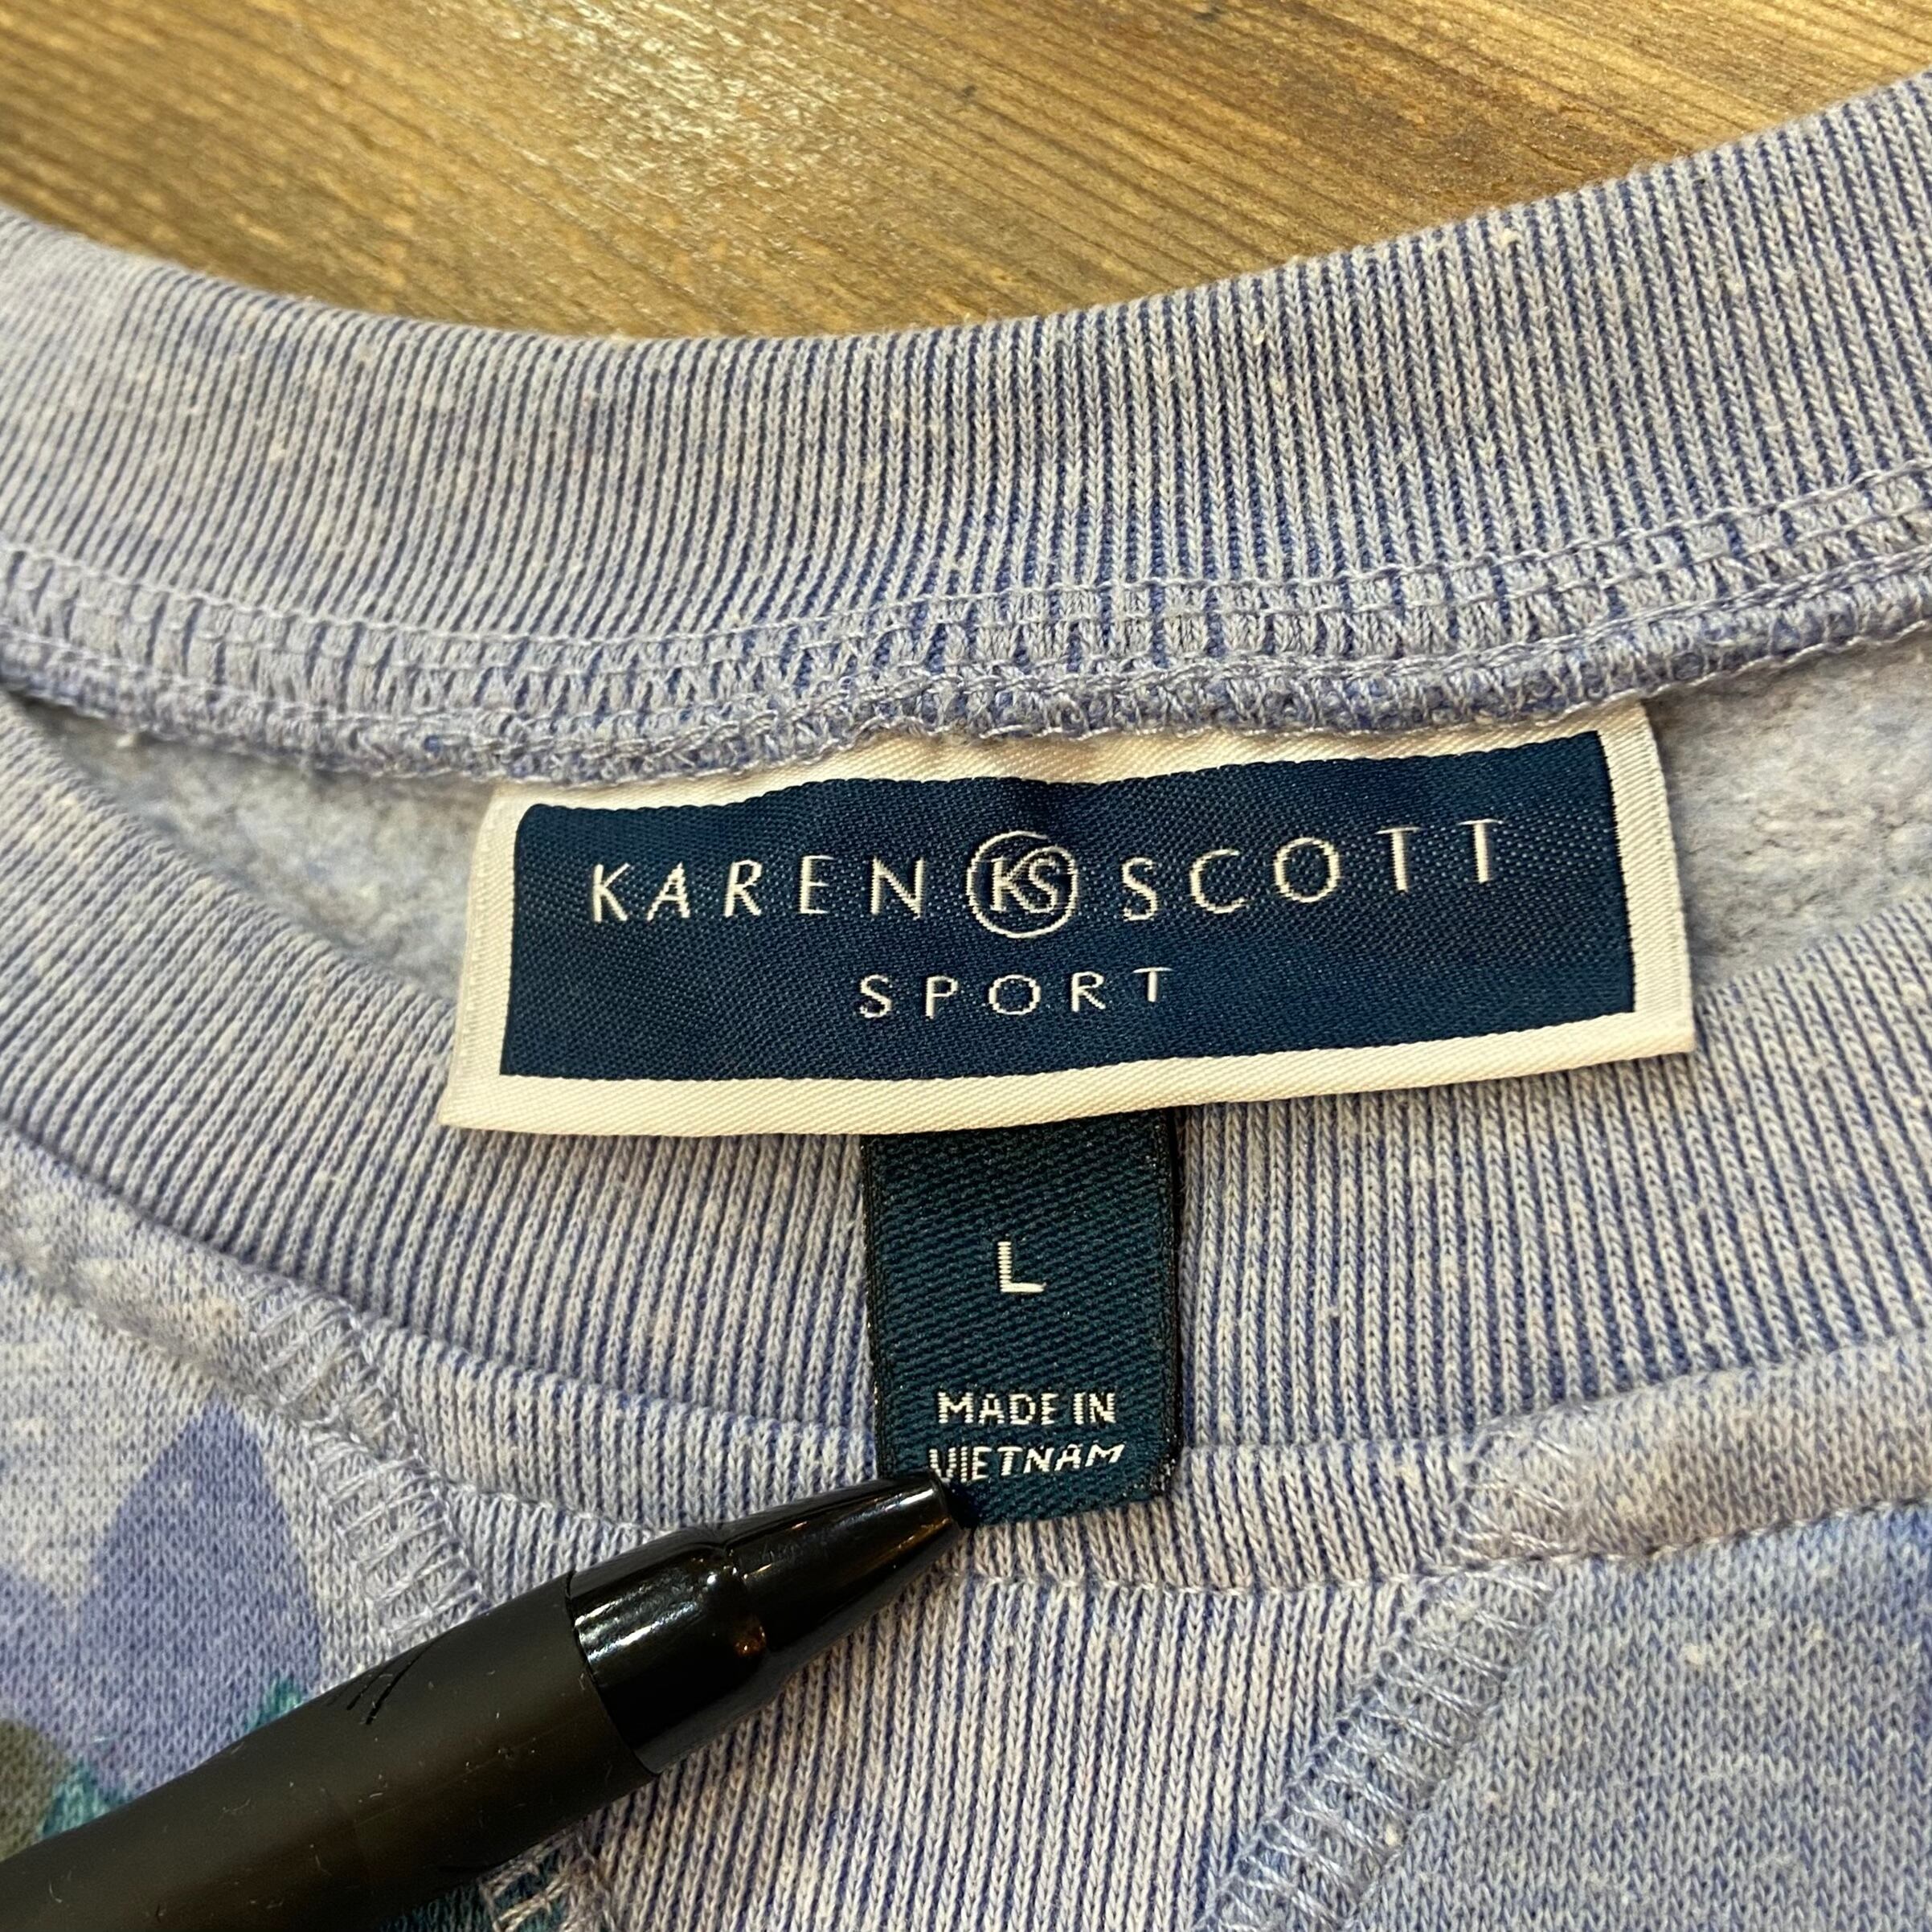 KAREN KS SCOTT
SPORT
L
MADE IN
VIETNAM